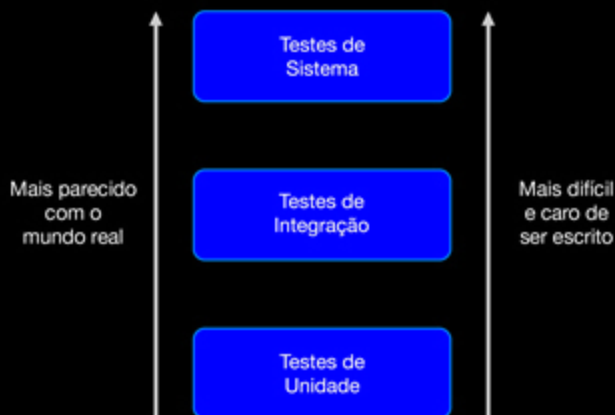 Testes de
Sistema
Mais parecido
com o
mundo real
Testes de
Integração
Mais difícil
e caro de
ser escrito
Testes de
Unidade